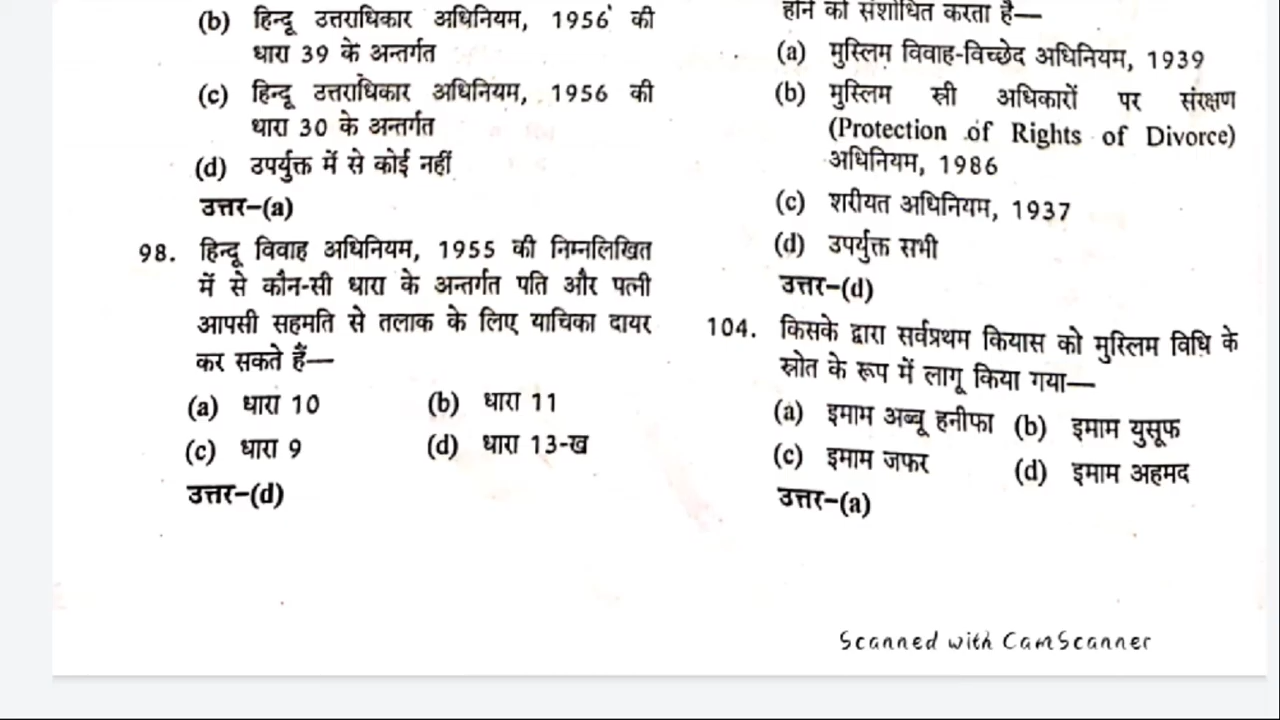 (b) हिन्दू उत्तराधिकार अधिनियम, 1956 की
धारा 39 के अन्तर्गत
(c) हिन्दू उत्तराधिकार अधिनियम, 1956 की
धारा 30 के अन्तर्गत
(d) उपर्युक्त में से कोई नहीं
उत्तर–(a)
98. हिन्दू विवाह अधिनियम, 1955 की निम्नलिखित
में से कौन-सी धारा के अन्तर्गत पति और पत्नी
आपसी सहमति से तलाक के लिए याचिका दायर
कर सकते हैं—
(a) धारा 10 (b) धारा 11
(c) धारा 9 (d) धारा 13-ख
उत्तर–(d)
होने को संशोधित करता है—
(a) मुस्लिम विवाह-विच्छेद अधिनियम, 1939
(b) मुस्लिम स्त्री अधिकारों पर संरक्षण
(Protection of Rights of Divorce)
अधिनियम, 1986
(c) शरीयत अधिनियम, 1937
(d) उपर्युक्त सभी
उत्तर–(d)
104. किसके द्वारा सर्वप्रथम कियास को मुस्लिम विधि के
स्रोत के रूप में लागू किया गया—
(a) इमाम अब्बू हनीफा (b) इमाम युसूफ
(c) इमाम जफर (d) इमाम अहमद
उत्तर–(a)
Scanned with CamScanner